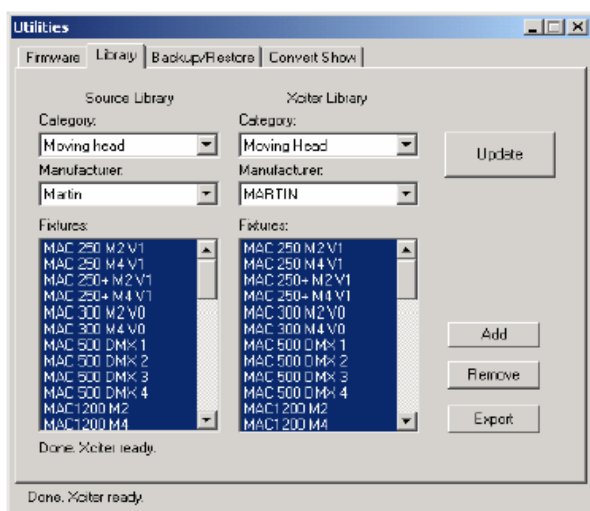 Utilities
Firmware Library Backup/Restore Convert Show
Source Library
Category:
Moving head
Manufacturer:
Martin
Fixtures:
MAC 250 M2 V1
MAC 250 M4 V1
MAC 250+ M2 V1
MAC 250+ M4 V1
MAC 300 M2 V0
MAC 300 M4 V0
MAC 500 DMX 1
MAC 500 DMX 2
MAC 500 DMX 3
MAC 500 DMX 4
MAC1200 M2
MAC1200 M4
Done. Xciter ready.
Xciter Library
Category:
Moving Head
Manufacturer:
MARTIN
Fixtures:
MAC 250 M2 V1
MAC 250 M4 V1
MAC 250+ M2 V1
MAC 250+ M4 V1
MAC 300 M2 V0
MAC 300 M4 V0
MAC 500 DMX 1
MAC 500 DMX 2
MAC 500 DMX 3
MAC 500 DMX 4
MAC1200 M2
MAC1200 M4
Update
Add
Remove
Export
Done. Xciter ready.